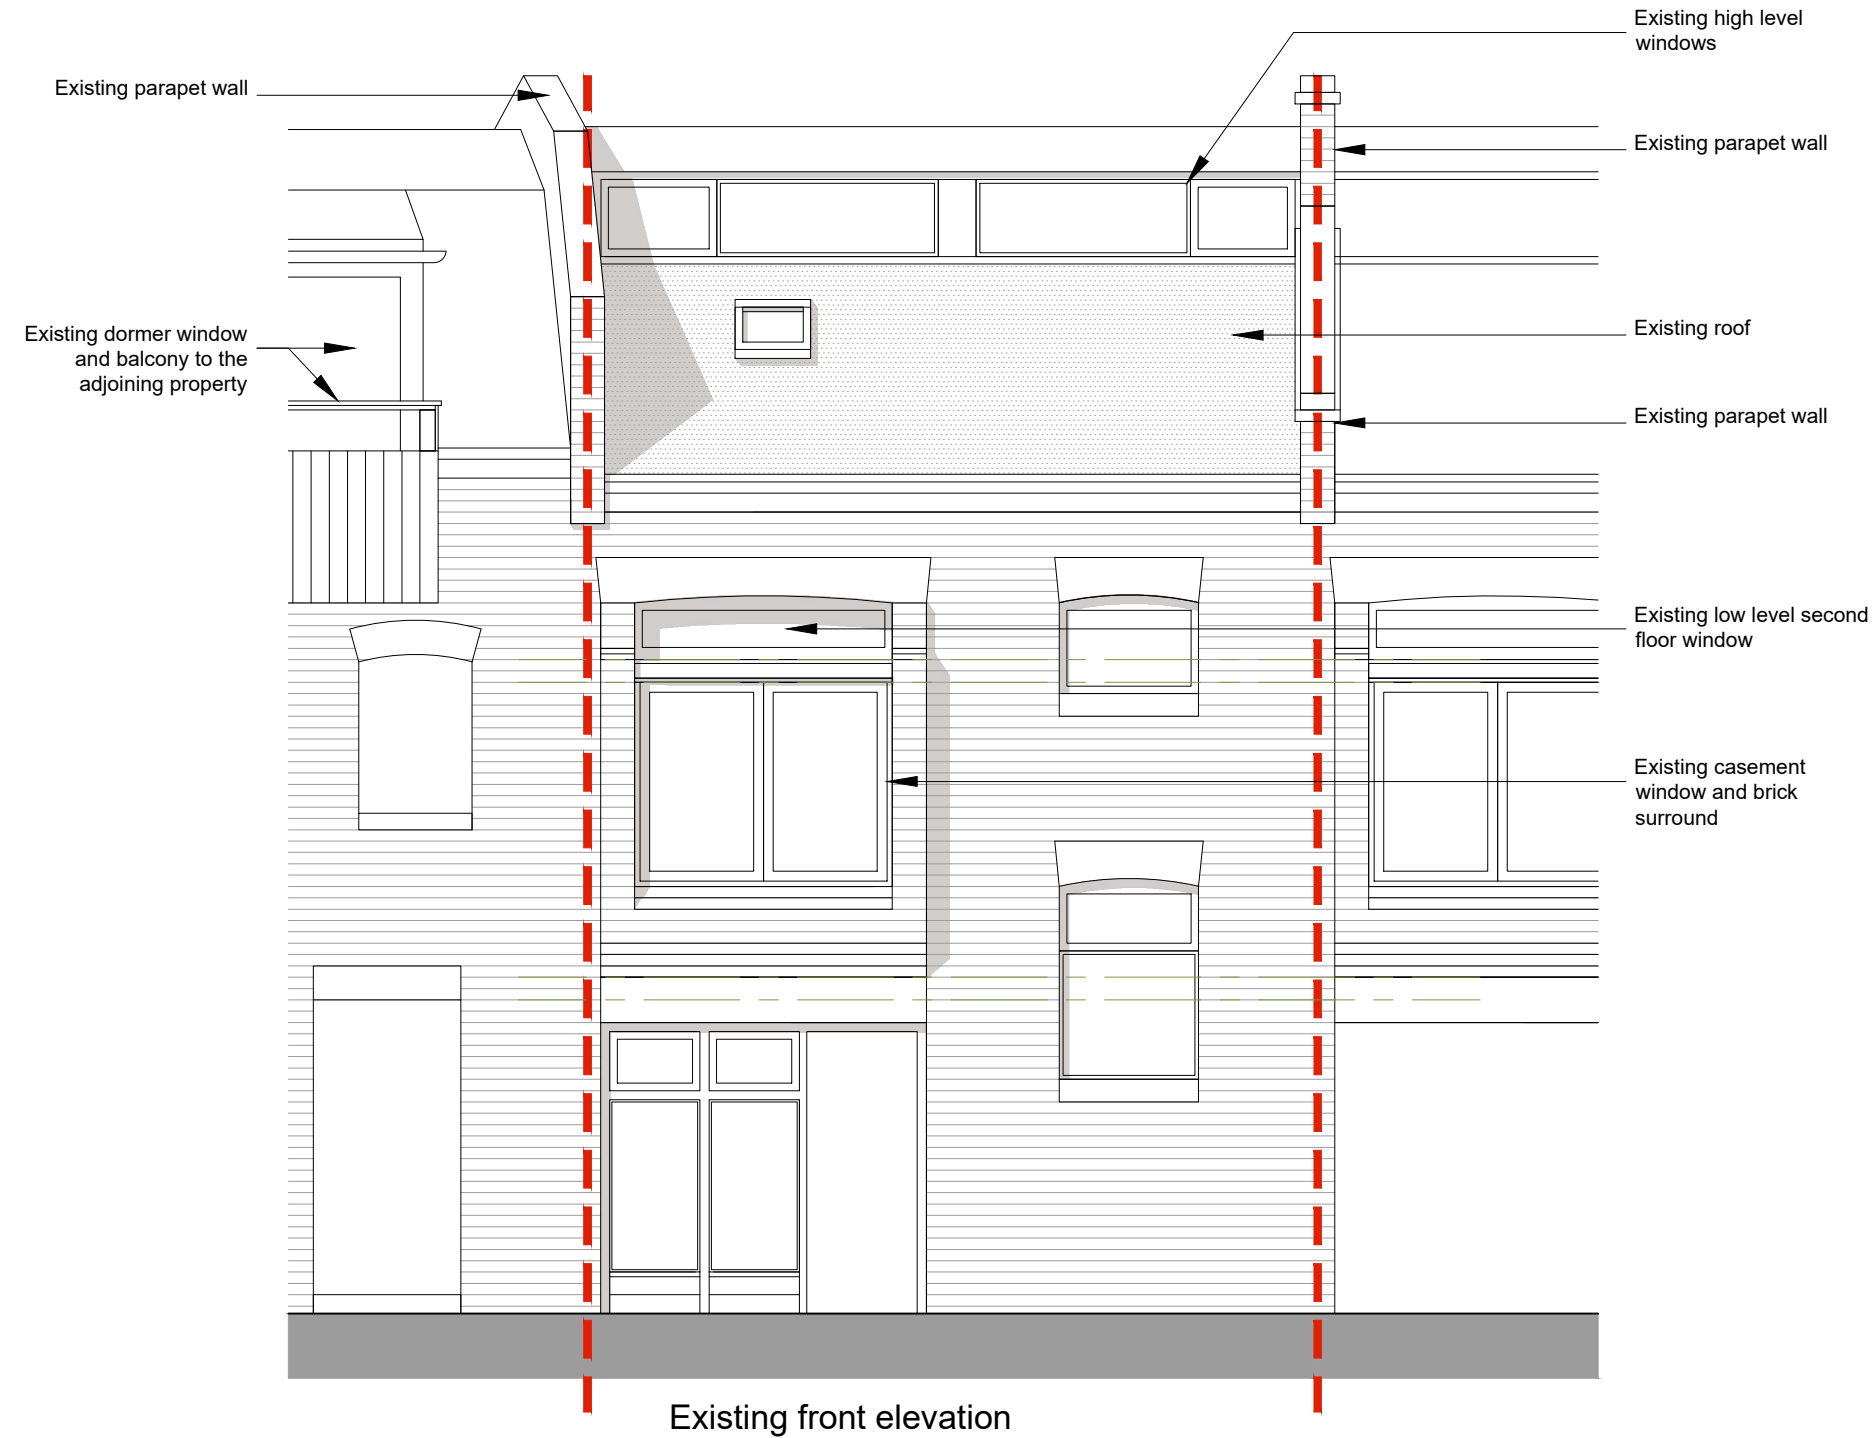 Existing high level
windows
Existing parapet wall
Existing parapet wall
Existing roof
Existing dormer window
and balcony to the
adjoining property
Existing parapet wall
Existing low level second
floor window
Existing casement
window and brick
surround
Existing front elevation